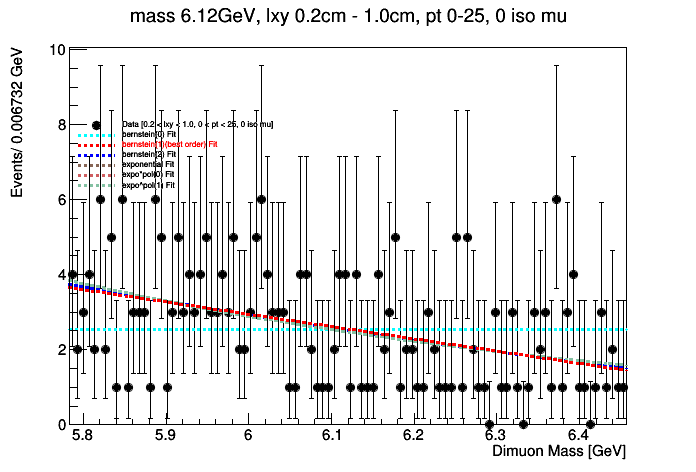 mass 6.12GeV, lxy 0.2cm - 1.0cm, pt 0-25, 0 iso mu
Events/ 0.006732 GeV
10
8
6
4
2
0
Data [0.2 < lxy < 1.0, 0 < pt < 25, 0 iso mu]
bernstein(0) Fit
bernstein(1)(best order) Fit
bernstein(2) Fit
exponential Fit
expo*pol(0) Fit
expo*pol(1) Fit
5.8 5.9 6 6.1 6.2 6.3 6.4
Dimuon Mass [GeV]